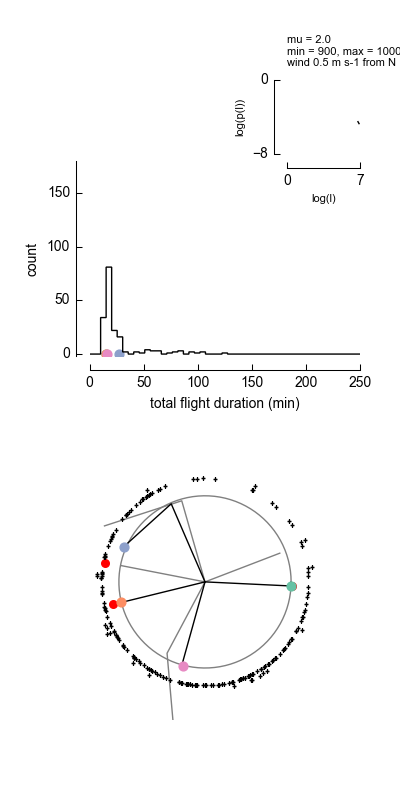 mu = 2.0
min = 900, max = 1000
wind 0.5 m s-1 from N
0
−8
log(p(l))
0 7
log(l)
150
100
50
0
count
0 50 100 150 200 250
total flight duration (min)